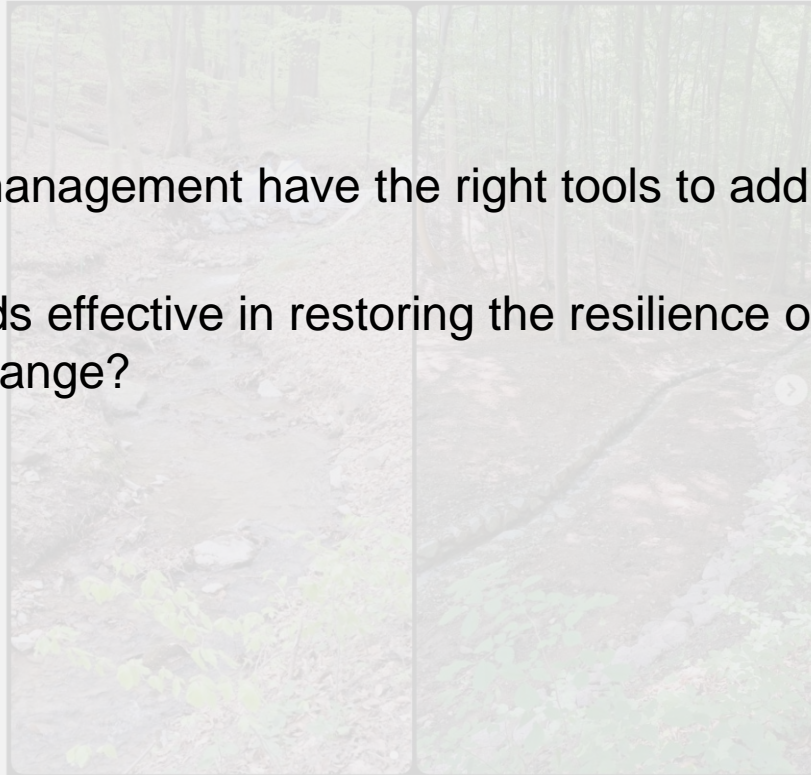 anagement have the right tools to add
ds effective in restoring the resilience o
ange?